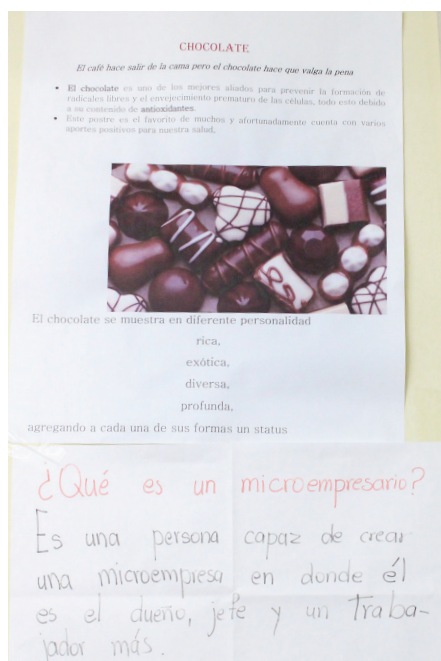 CHOCOLATE
El café hace salir de la cama pero el chocolate hace que valga la pena
• El chocolate es uno de los mejores aliados para prevenir la formación de
radicales libres y el envejecimiento prematuro de las células, todo esto debido
a su contenido de antioxidantes.
• Este postre es el favorito de muchos y afortunadamente cuenta con varios
aportes positivos para nuestra salud.
El chocolate se muestra en diferente personalidad
rica,
exótica,
diversa,
profunda,
agregando a cada una de sus formas un status
¿Qué es un microempresario?
Es una persona capaz de crear
una microempresa en donde él
es el dueño, jefe y un Traba-
jador más.